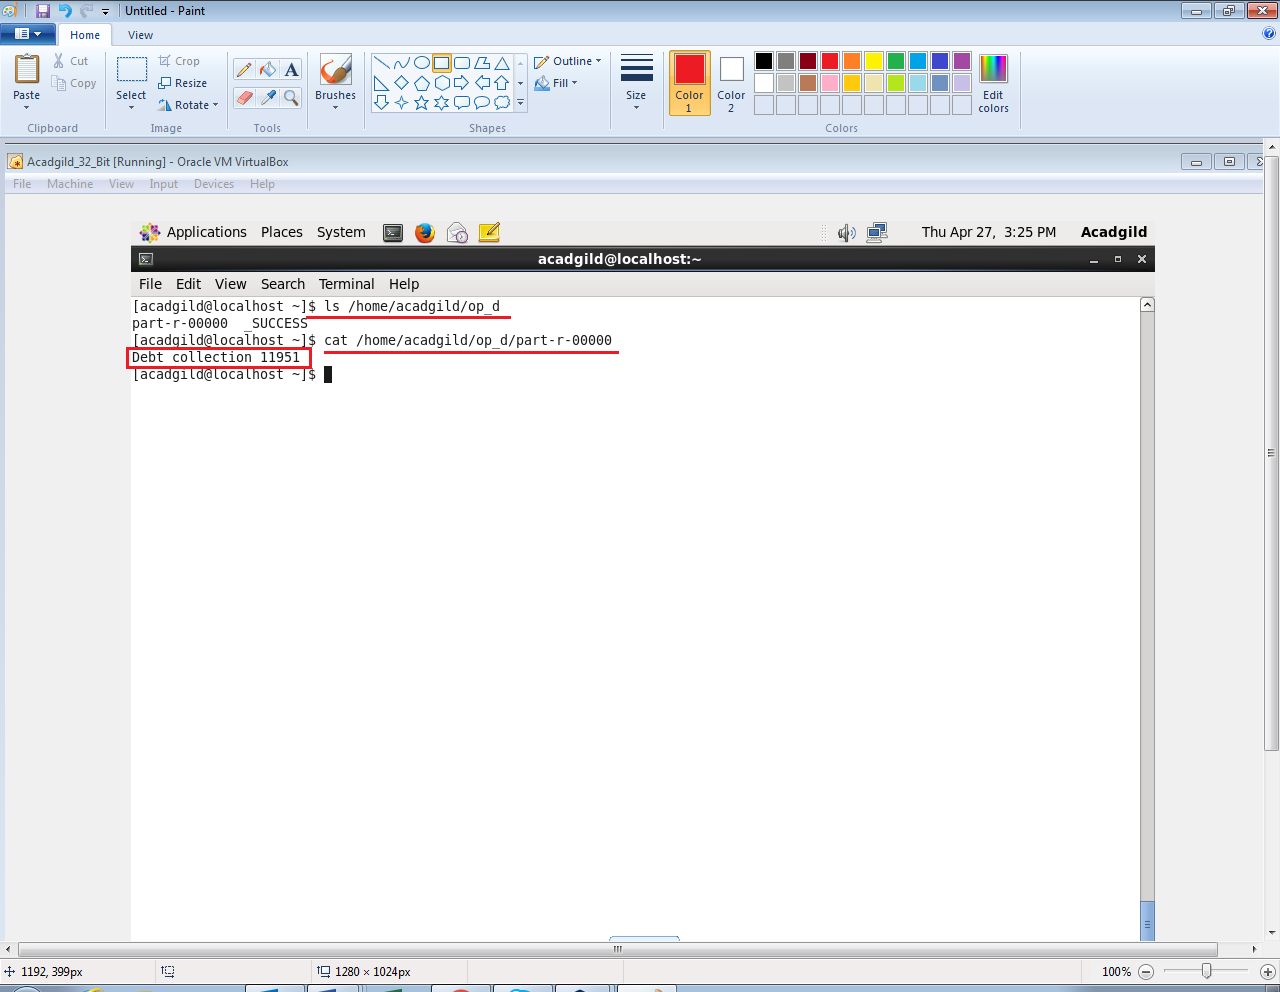 Untitled - Paint
Home View
Paste
Cut
Copy
Clipboard
Select
Crop
Resize
Rotate
Image
A
Tools
Brushes
Outline
Fill
Shapes
Size
Color 1
Color 2
Edit colors
Colors
Acadgild_32_Bit [Running] - Oracle VM VirtualBox
File Machine View Input Devices Help
Applications Places System Thu Apr 27, 3:25 PM Acadgild
acadgild@localhost:~
File Edit View Search Terminal Help
[acadgild@localhost ~]$ ls /home/acadgild/op_d
part-r-00000  _SUCCESS
[acadgild@localhost ~]$ cat /home/acadgild/op_d/part-r-00000
Debt collection 11951
[acadgild@localhost ~]$
1192, 399px 1280 × 1024px 100%